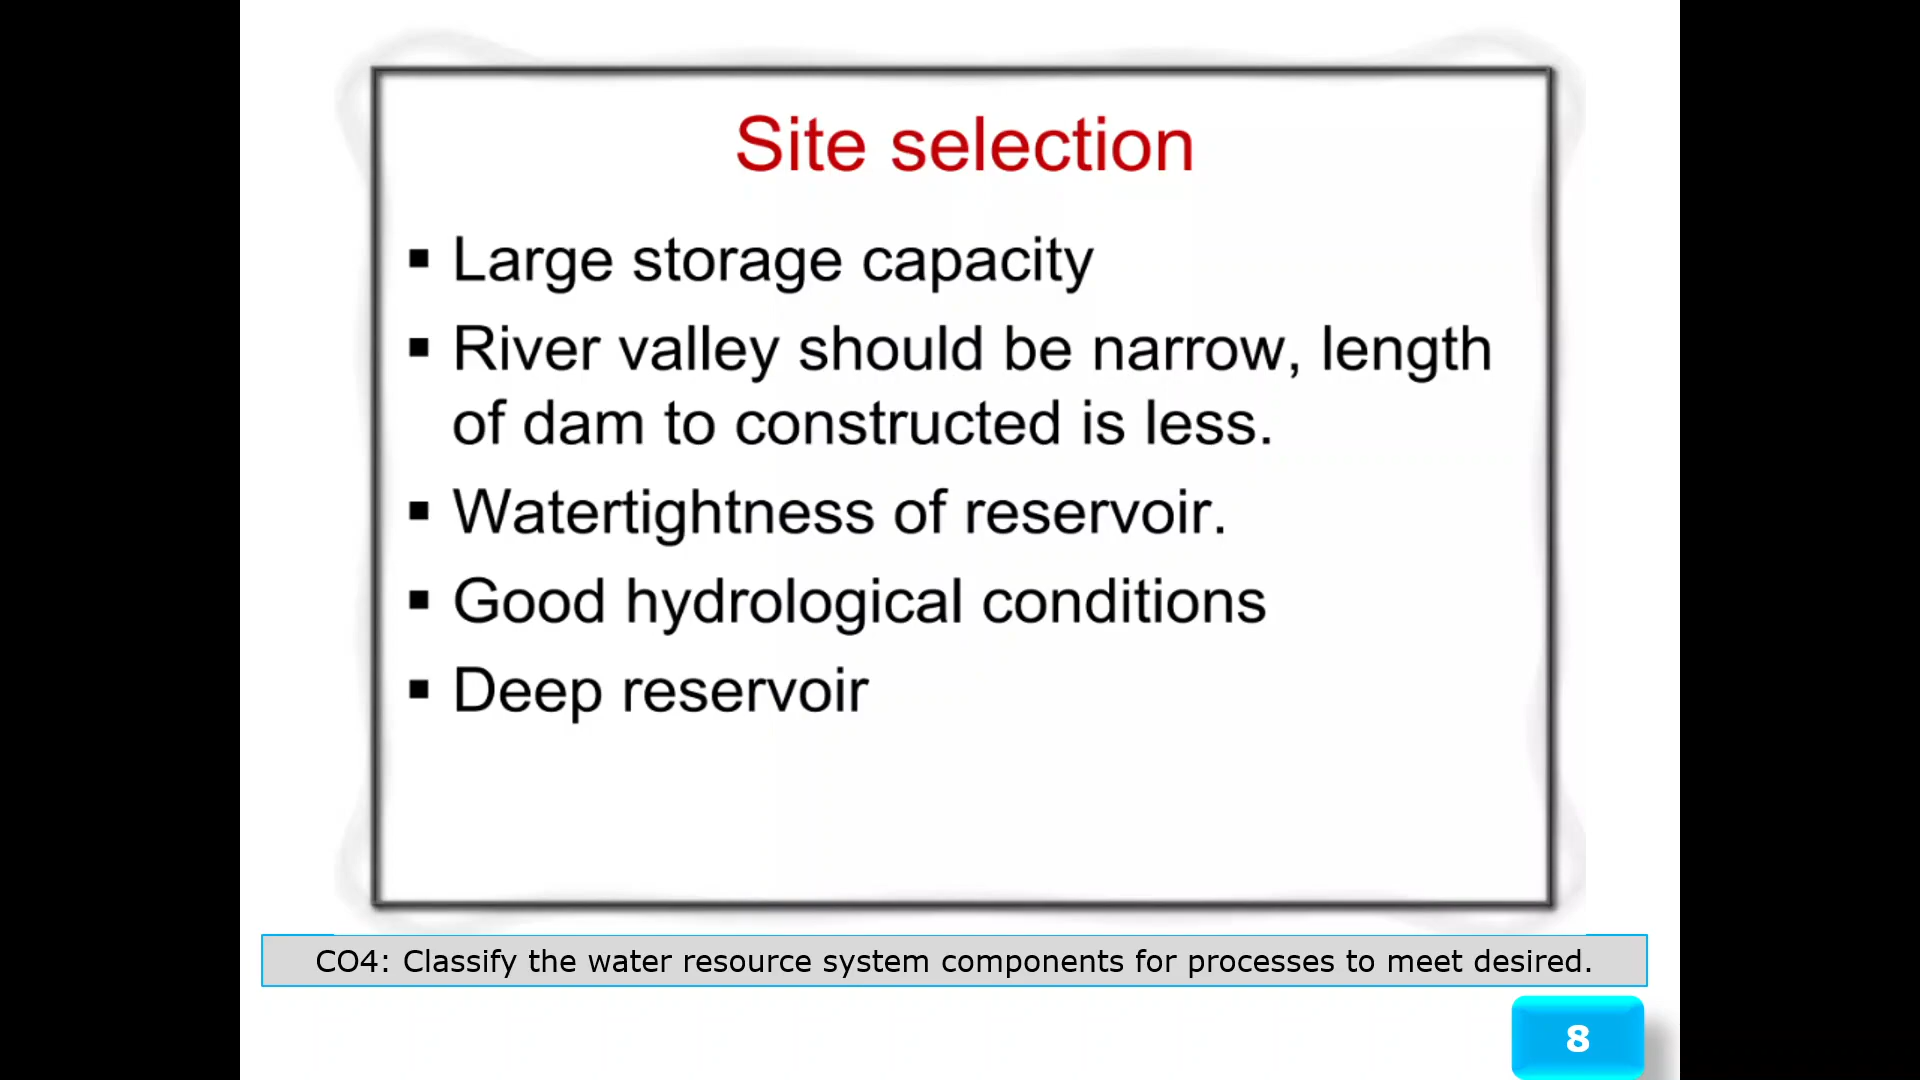 Site selection
▪ Large storage capacity
▪ River valley should be narrow, length
of dam to constructed is less.
▪ Watertightness of reservoir.
▪ Good hydrological conditions
▪ Deep reservoir
CO4: Classify the water resource system components for processes to meet desired.
8